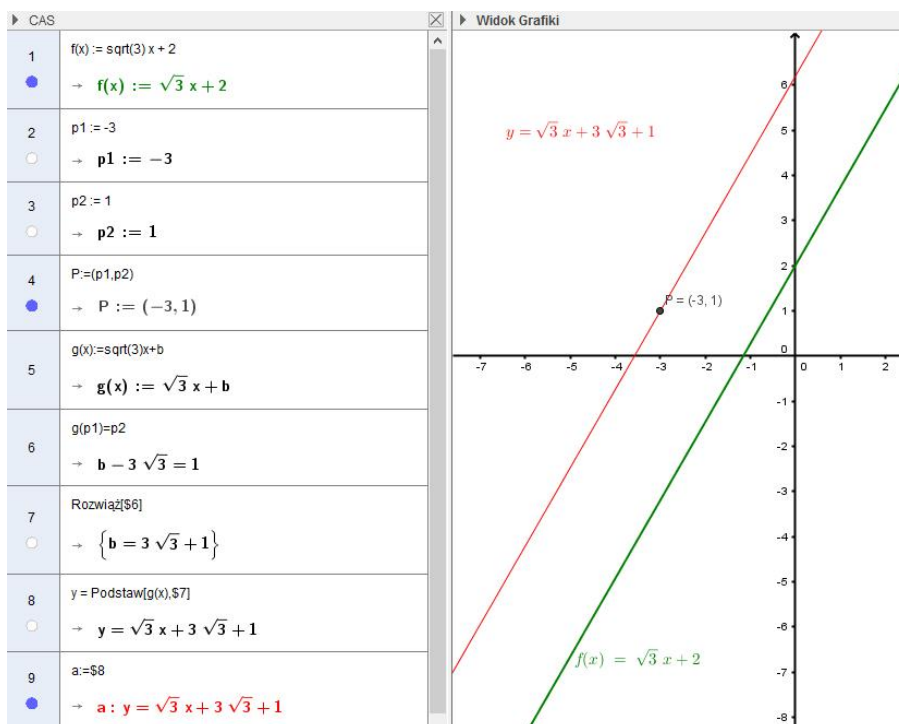 CAS
1
f(x) := sqrt(3) x + 2
→ f(x) := √3 x + 2
2
p1 := -3
→ p1 := −3
3
p2 := 1
→ p2 := 1
4
P:=(p1,p2)
→ P := (−3, 1)
5
g(x):=sqrt(3)x+b
→ g(x) := √3 x + b
6
g(p1)=p2
→ b − 3 √3 = 1
7
Rozwiąż[$6]
→ {b = 3 √3 + 1}
8
y = Podstaw[g(x),$7]
→ y = √3 x + 3 √3 + 1
9
a:=$8
→ a : y = √3 x + 3 √3 + 1
Widok Grafiki
y = √3 x + 3 √3 + 1
6
5
4
3
2
P = (-3, 1)
1
0
-7 -6 -5 -4 -3 -2 -1 0 1 2
-1
-2
-3
-4
-5
-6
f(x) = √3 x + 2
-7
-8